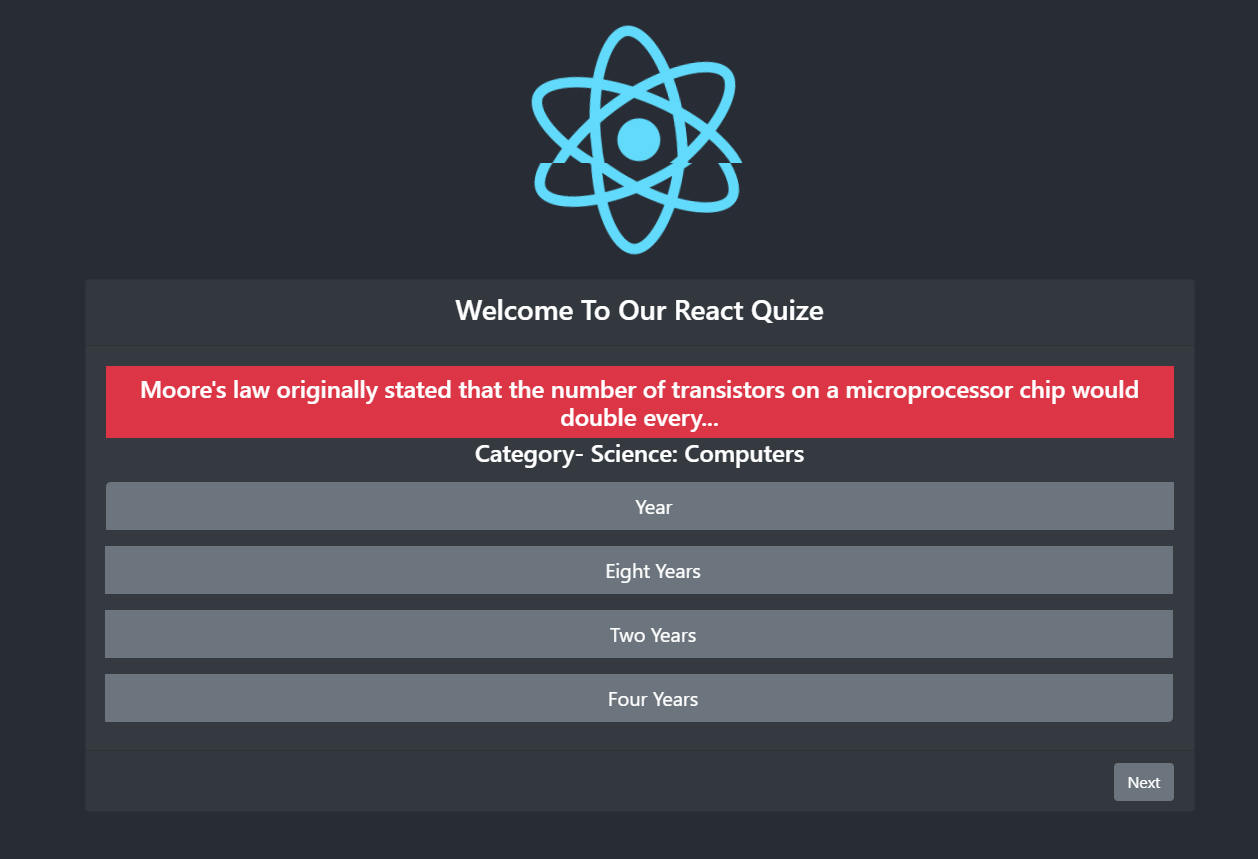 Welcome To Our React Quize
Moore's law originally stated that the number of transistors on a microprocessor chip would
double every...
Category- Science: Computers
Year
Eight Years
Two Years
Four Years
Next